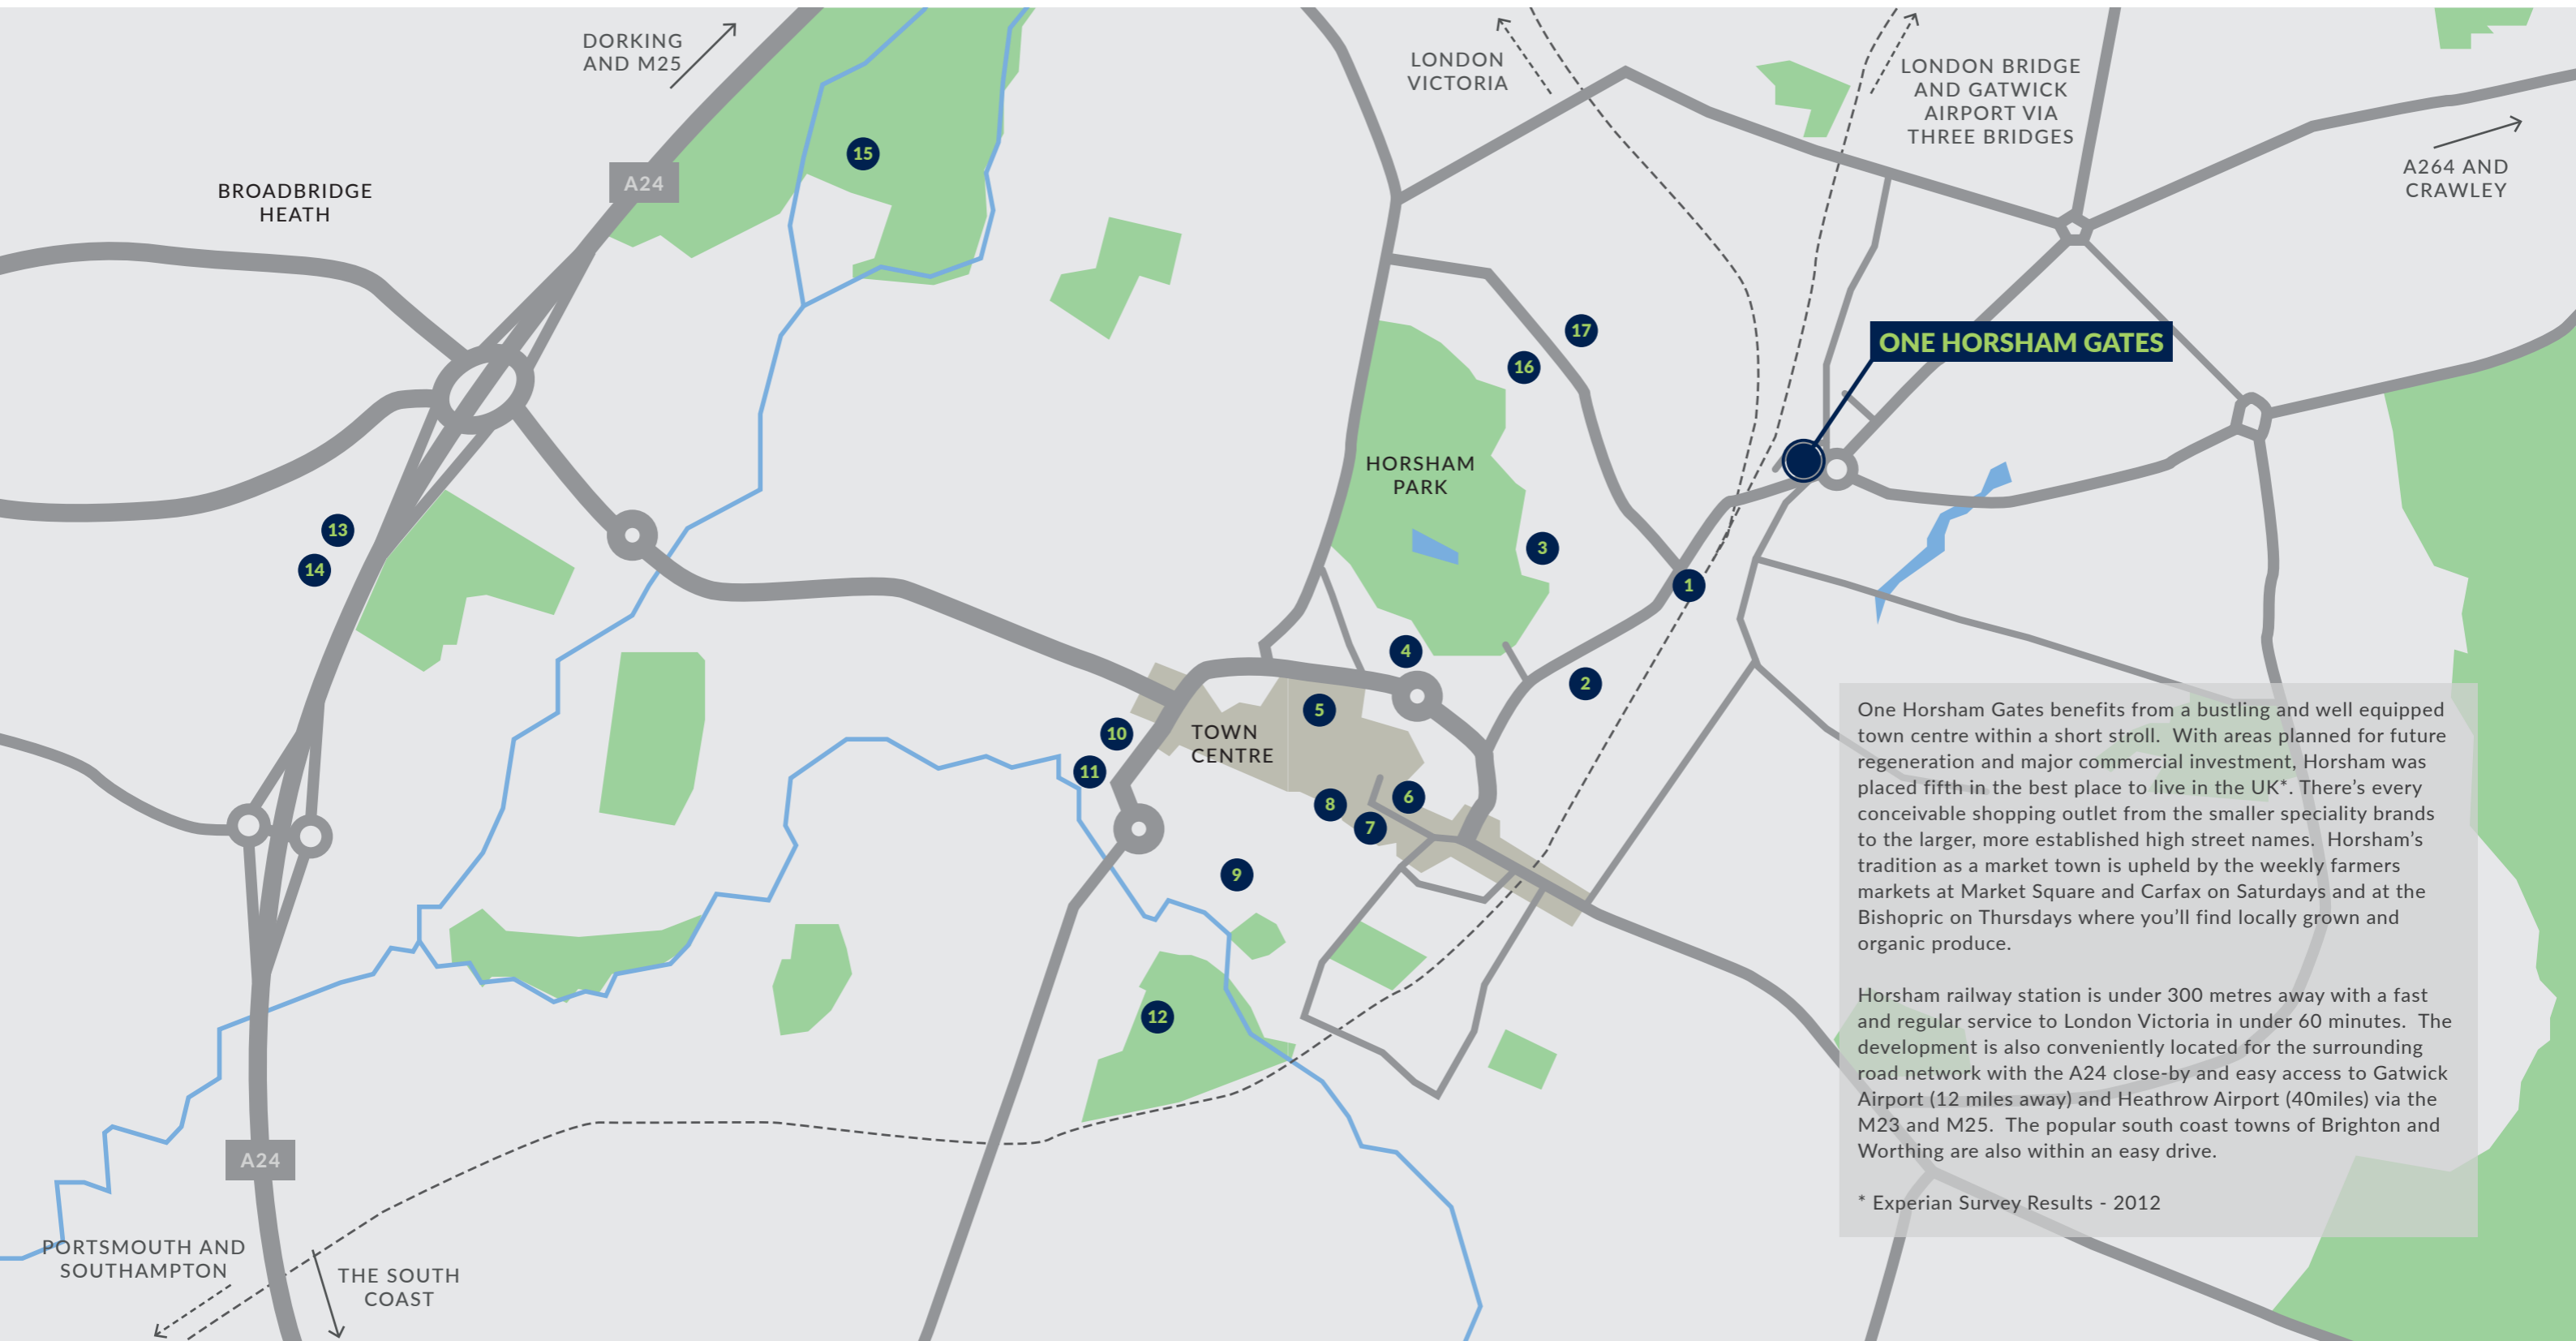 DORKING
AND M25
LONDON
VICTORIA
LONDON BRIDGE
AND GATWICK
AIRPORT VIA
THREE BRIDGES
A264 AND
CRAWLEY
15
A24
BROADBRIDGE
HEATH
17
ONE HORSHAM GATES
16
HORSHAM
PARK
13
14
3
1
4
2
5
10
TOWN
CENTRE
11
6
8
7
9
12
One Horsham Gates benefits from a bustling and well equipped
town centre within a short stroll.  With areas planned for future
regeneration and major commercial investment, Horsham was
placed fifth in the best place to live in the UK*. There’s every
conceivable shopping outlet from the smaller speciality brands
to the larger, more established high street names.  Horsham’s
tradition as a market town is upheld by the weekly farmers
markets at Market Square and Carfax on Saturdays and at the
Bishopric on Thursdays where you’ll find locally grown and
organic produce.
Horsham railway station is under 300 metres away with a fast
and regular service to London Victoria in under 60 minutes.  The
development is also conveniently located for the surrounding
road network with the A24 close-by and easy access to Gatwick
Airport (12 miles away) and Heathrow Airport (40miles) via the
M23 and M25.  The popular south coast towns of Brighton and
Worthing are also within an easy drive.
* Experian Survey Results - 2012
A24
PORTSMOUTH AND
SOUTHAMPTON
THE SOUTH
COAST